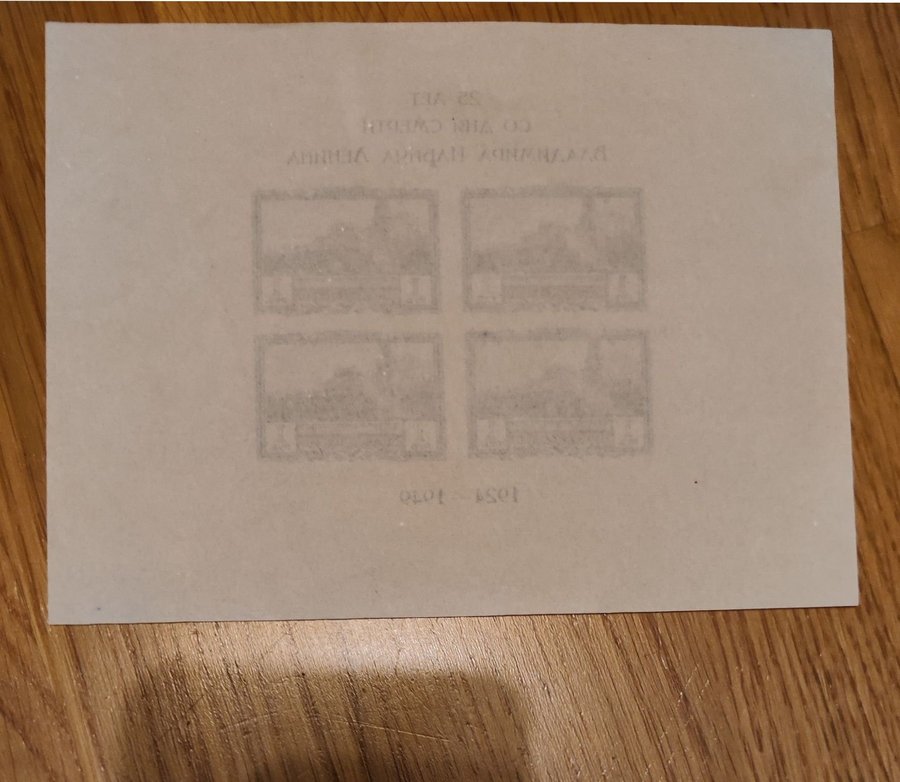 25 ЛЕТ
СО ДНЯ СМЕРТИ
ВЛАДИМИРА ИЛЬИЧА ЛЕНИНА
1924 – 1949